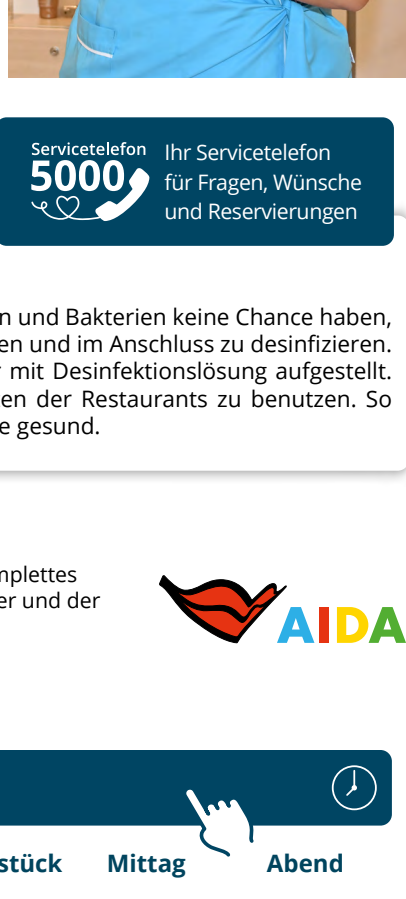 Servicetelefon
5000
Ihr Servicetelefon
für Fragen, Wünsche
und Reservierungen
n und Bakterien keine Chance haben,
en und im Anschluss zu desinfizieren.
mit Desinfektionslösung aufgestellt.
en der Restaurants zu benutzen. So
e gesund.
mplettes
er und der
AIDA
stück Mittag Abend